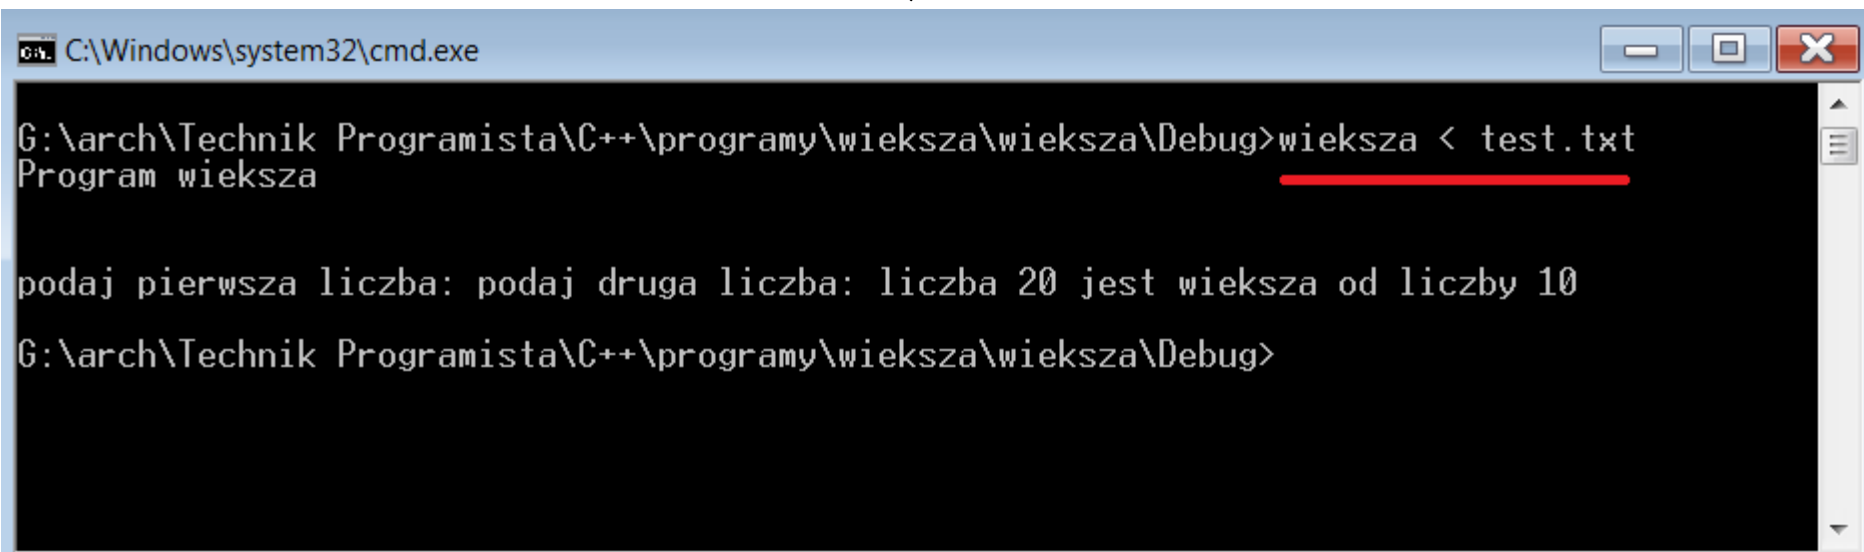 C:\Windows\system32\cmd.exe
G:\arch\Technik Programista\C++\programy\wieksza\wieksza\Debug>wieksza < test.txt
Program wieksza
podaj pierwsza liczba: podaj druga liczba: liczba 20 jest wieksza od liczby 10
G:\arch\Technik Programista\C++\programy\wieksza\wieksza\Debug>